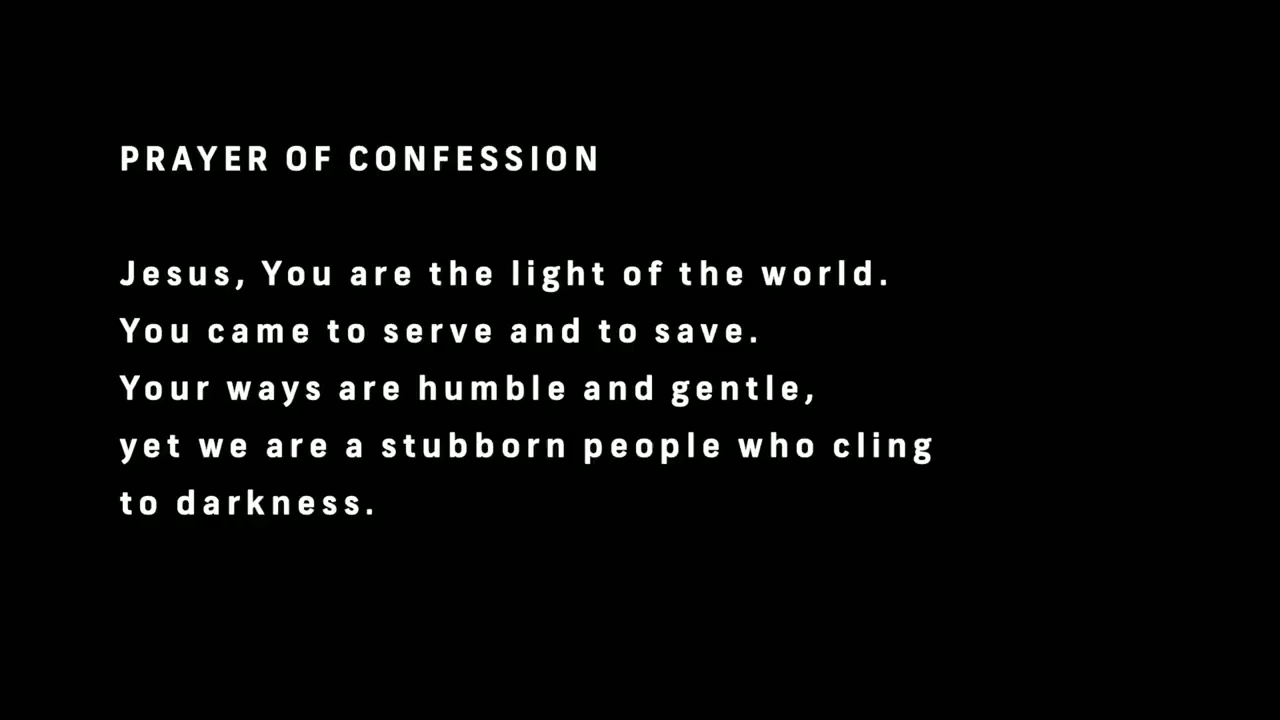 PRAYER OF CONFESSION
Jesus, You are the light of the world.
You came to serve and to save.
Your ways are humble and gentle,
yet we are a stubborn people who cling
to darkness.